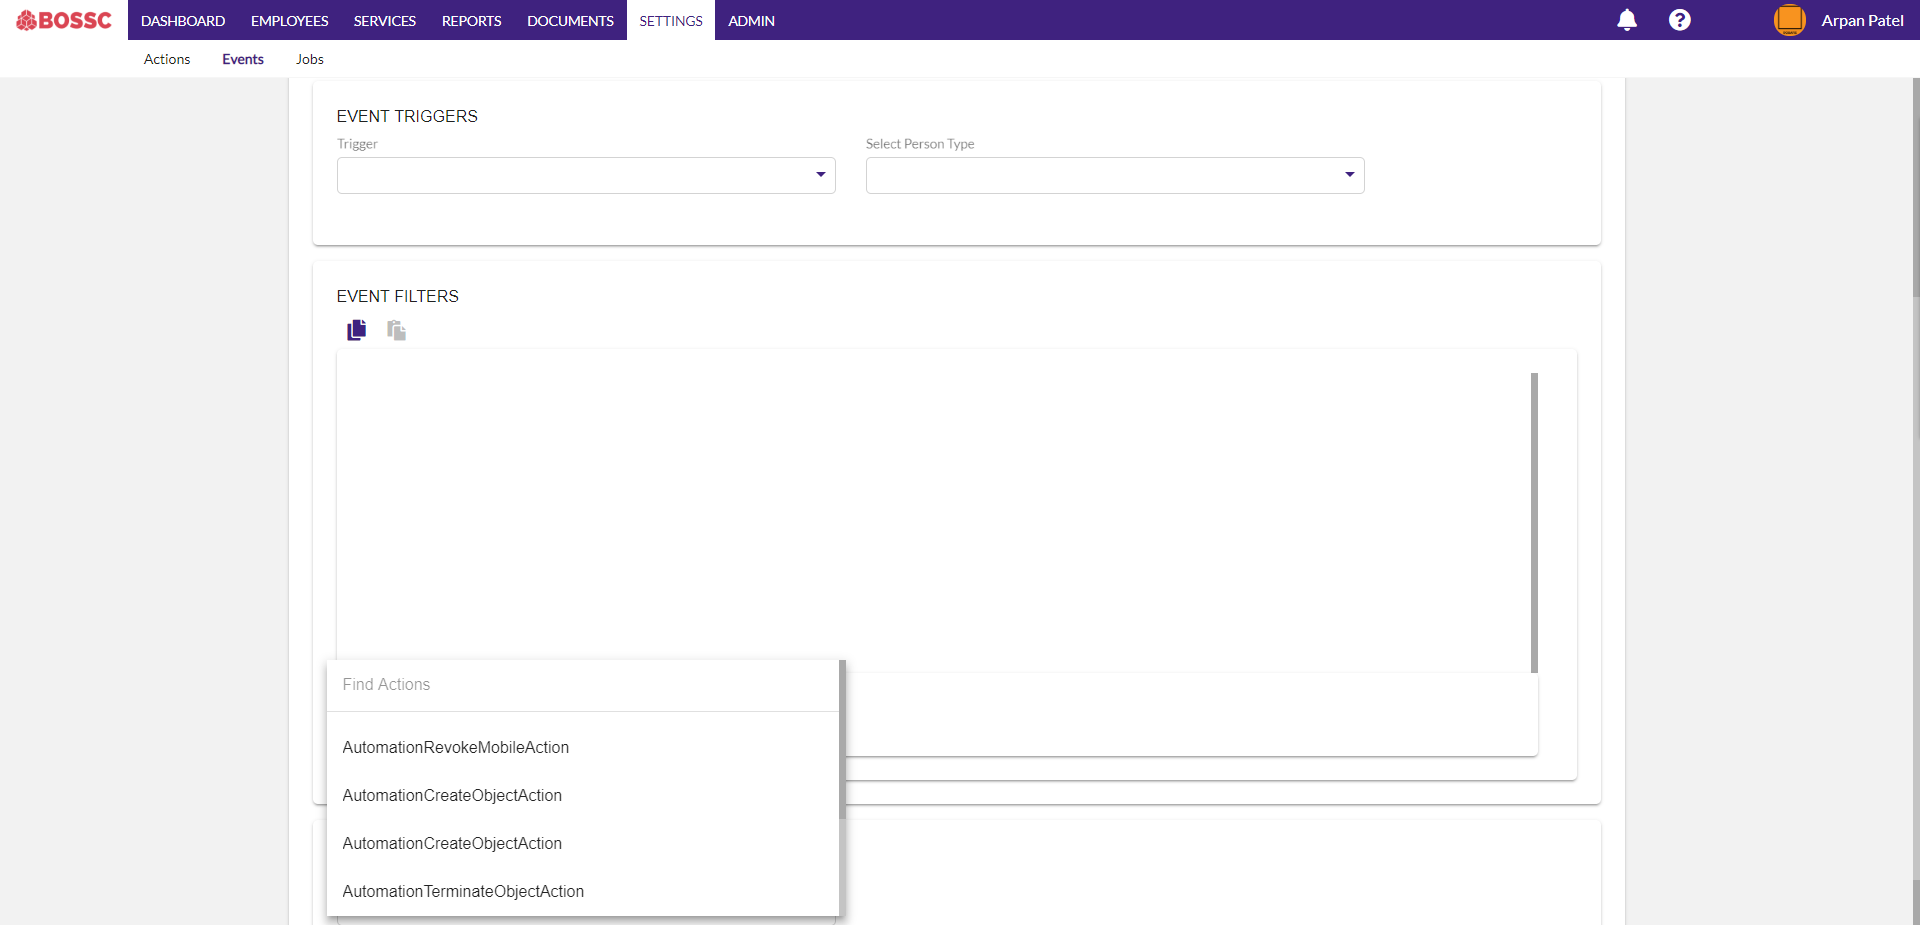 BOSSC
DASHBOARD EMPLOYEES SERVICES REPORTS DOCUMENTS SETTINGS ADMIN
? Arpan Patel
Actions Events Jobs
EVENT TRIGGERS
Trigger Select Person Type
EVENT FILTERS
Find Actions
AutomationRevokeMobileAction
AutomationCreateObjectAction
AutomationCreateObjectAction
AutomationTerminateObjectAction